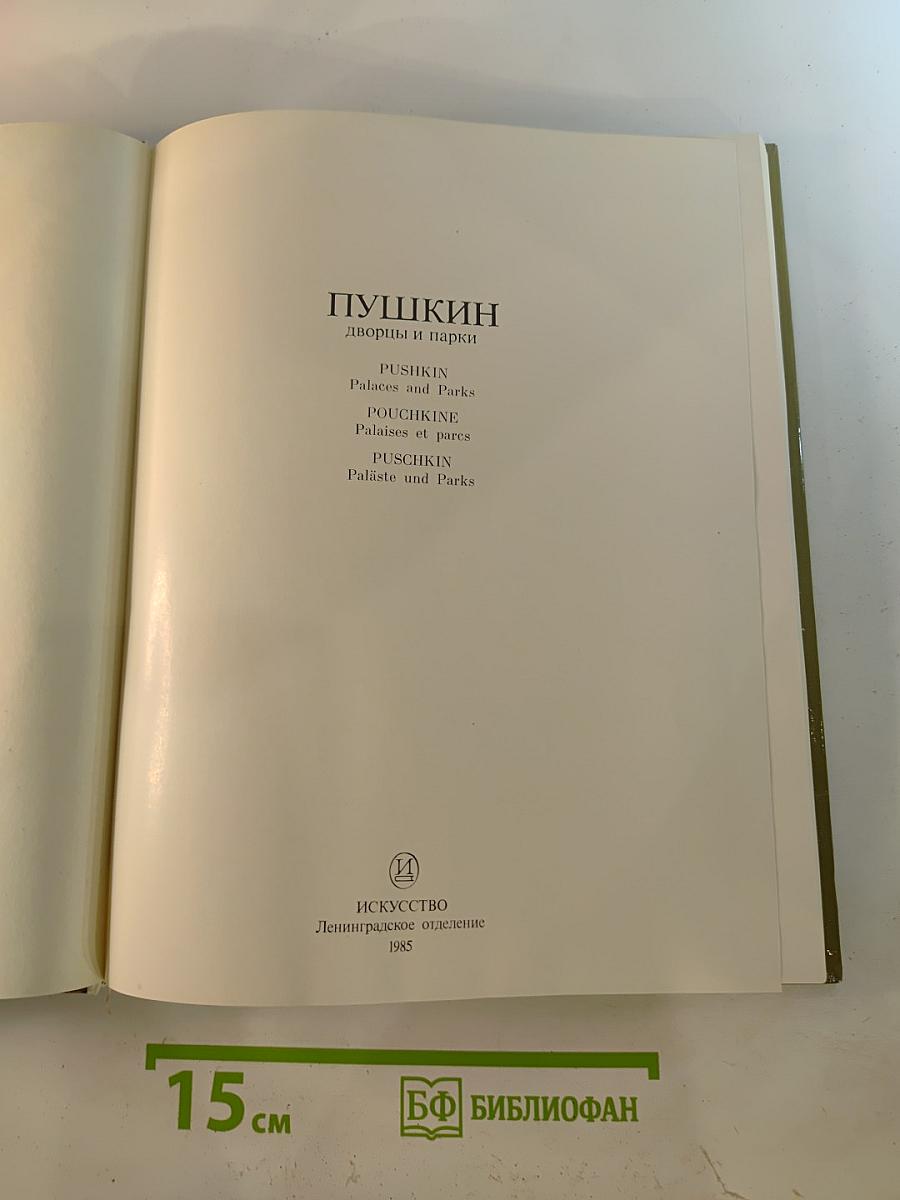 ПУШКИН
дворцы и парки
PUSHKIN
Palaces and Parks
POUCHKINE
Palaises et parcs
PUSCHKIN
Paläste und Parks
И
ИСКУССТВО
Ленинградское отделение
1985
15 см
БФ БИБЛИОФАН